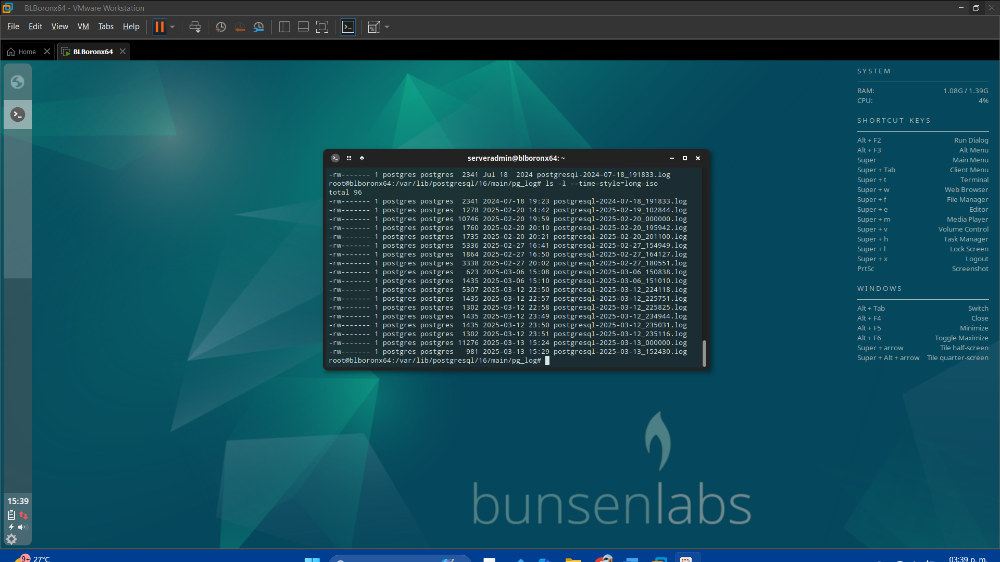 BLBoronx64 - VMware Workstation
File Edit View VM Tabs Help
Home
BLBoronx64
SYSTEM
RAM: 1.08G / 1.39G
CPU: 4%
SHORTCUT KEYS
Alt + F2 Run Dialog
Alt + F3 Alt Menu
Super Main Menu
Super + Tab Client Menu
Super + t Terminal
Super + w Web Browser
Super + f File Manager
Super + e Editor
Super + m Media Player
Super + v Volume Control
Super + h Task Manager
Super + l Lock Screen
Super + x Logout
PrtSc Screenshot
WINDOWS
Alt + Tab Switch
Alt + F4 Close
Alt + F5 Minimize
Alt + F6 Toggle Maximize
Super + arrow Tile half-screen
Super + Alt + arrow Tile quarter-screen
serveradmin@blboronx64: ~
-rw------- 1 postgres postgres  2341 Jul 18  2024 postgresql-2024-07-18_191833.log
root@blboronx64:/var/lib/postgresql/16/main/pg_log# ls -l --time-style=long-iso
total 96
-rw------- 1 postgres postgres  2341 2024-07-18 19:23 postgresql-2024-07-18_191833.log
-rw------- 1 postgres postgres  1278 2025-02-20 14:42 postgresql-2025-02-19_102844.log
-rw------- 1 postgres postgres 10746 2025-02-20 19:59 postgresql-2025-02-20_000000.log
-rw------- 1 postgres postgres  1760 2025-02-20 20:10 postgresql-2025-02-20_195942.log
-rw------- 1 postgres postgres  1735 2025-02-20 20:21 postgresql-2025-02-20_201100.log
-rw------- 1 postgres postgres  5336 2025-02-27 16:41 postgresql-2025-02-27_154949.log
-rw------- 1 postgres postgres  1864 2025-02-27 16:50 postgresql-2025-02-27_164127.log
-rw------- 1 postgres postgres  3338 2025-02-27 20:02 postgresql-2025-02-27_180551.log
-rw------- 1 postgres postgres   623 2025-03-06 15:08 postgresql-2025-03-06_150838.log
-rw------- 1 postgres postgres  1435 2025-03-06 15:10 postgresql-2025-03-06_151010.log
-rw------- 1 postgres postgres  5307 2025-03-12 22:50 postgresql-2025-03-12_224118.log
-rw------- 1 postgres postgres  1435 2025-03-12 22:57 postgresql-2025-03-12_225751.log
-rw------- 1 postgres postgres  1302 2025-03-12 22:58 postgresql-2025-03-12_225825.log
-rw------- 1 postgres postgres  1435 2025-03-12 23:49 postgresql-2025-03-12_234944.log
-rw------- 1 postgres postgres  1435 2025-03-12 23:50 postgresql-2025-03-12_235031.log
-rw------- 1 postgres postgres  1302 2025-03-12 23:51 postgresql-2025-03-12_235116.log
-rw------- 1 postgres postgres 11276 2025-03-13 15:24 postgresql-2025-03-13_000000.log
-rw------- 1 postgres postgres   981 2025-03-13 15:29 postgresql-2025-03-13_152430.log
root@blboronx64:/var/lib/postgresql/16/main/pg_log#
bunsenlabs
15:39
9+ 27°C
03:39 p. m.